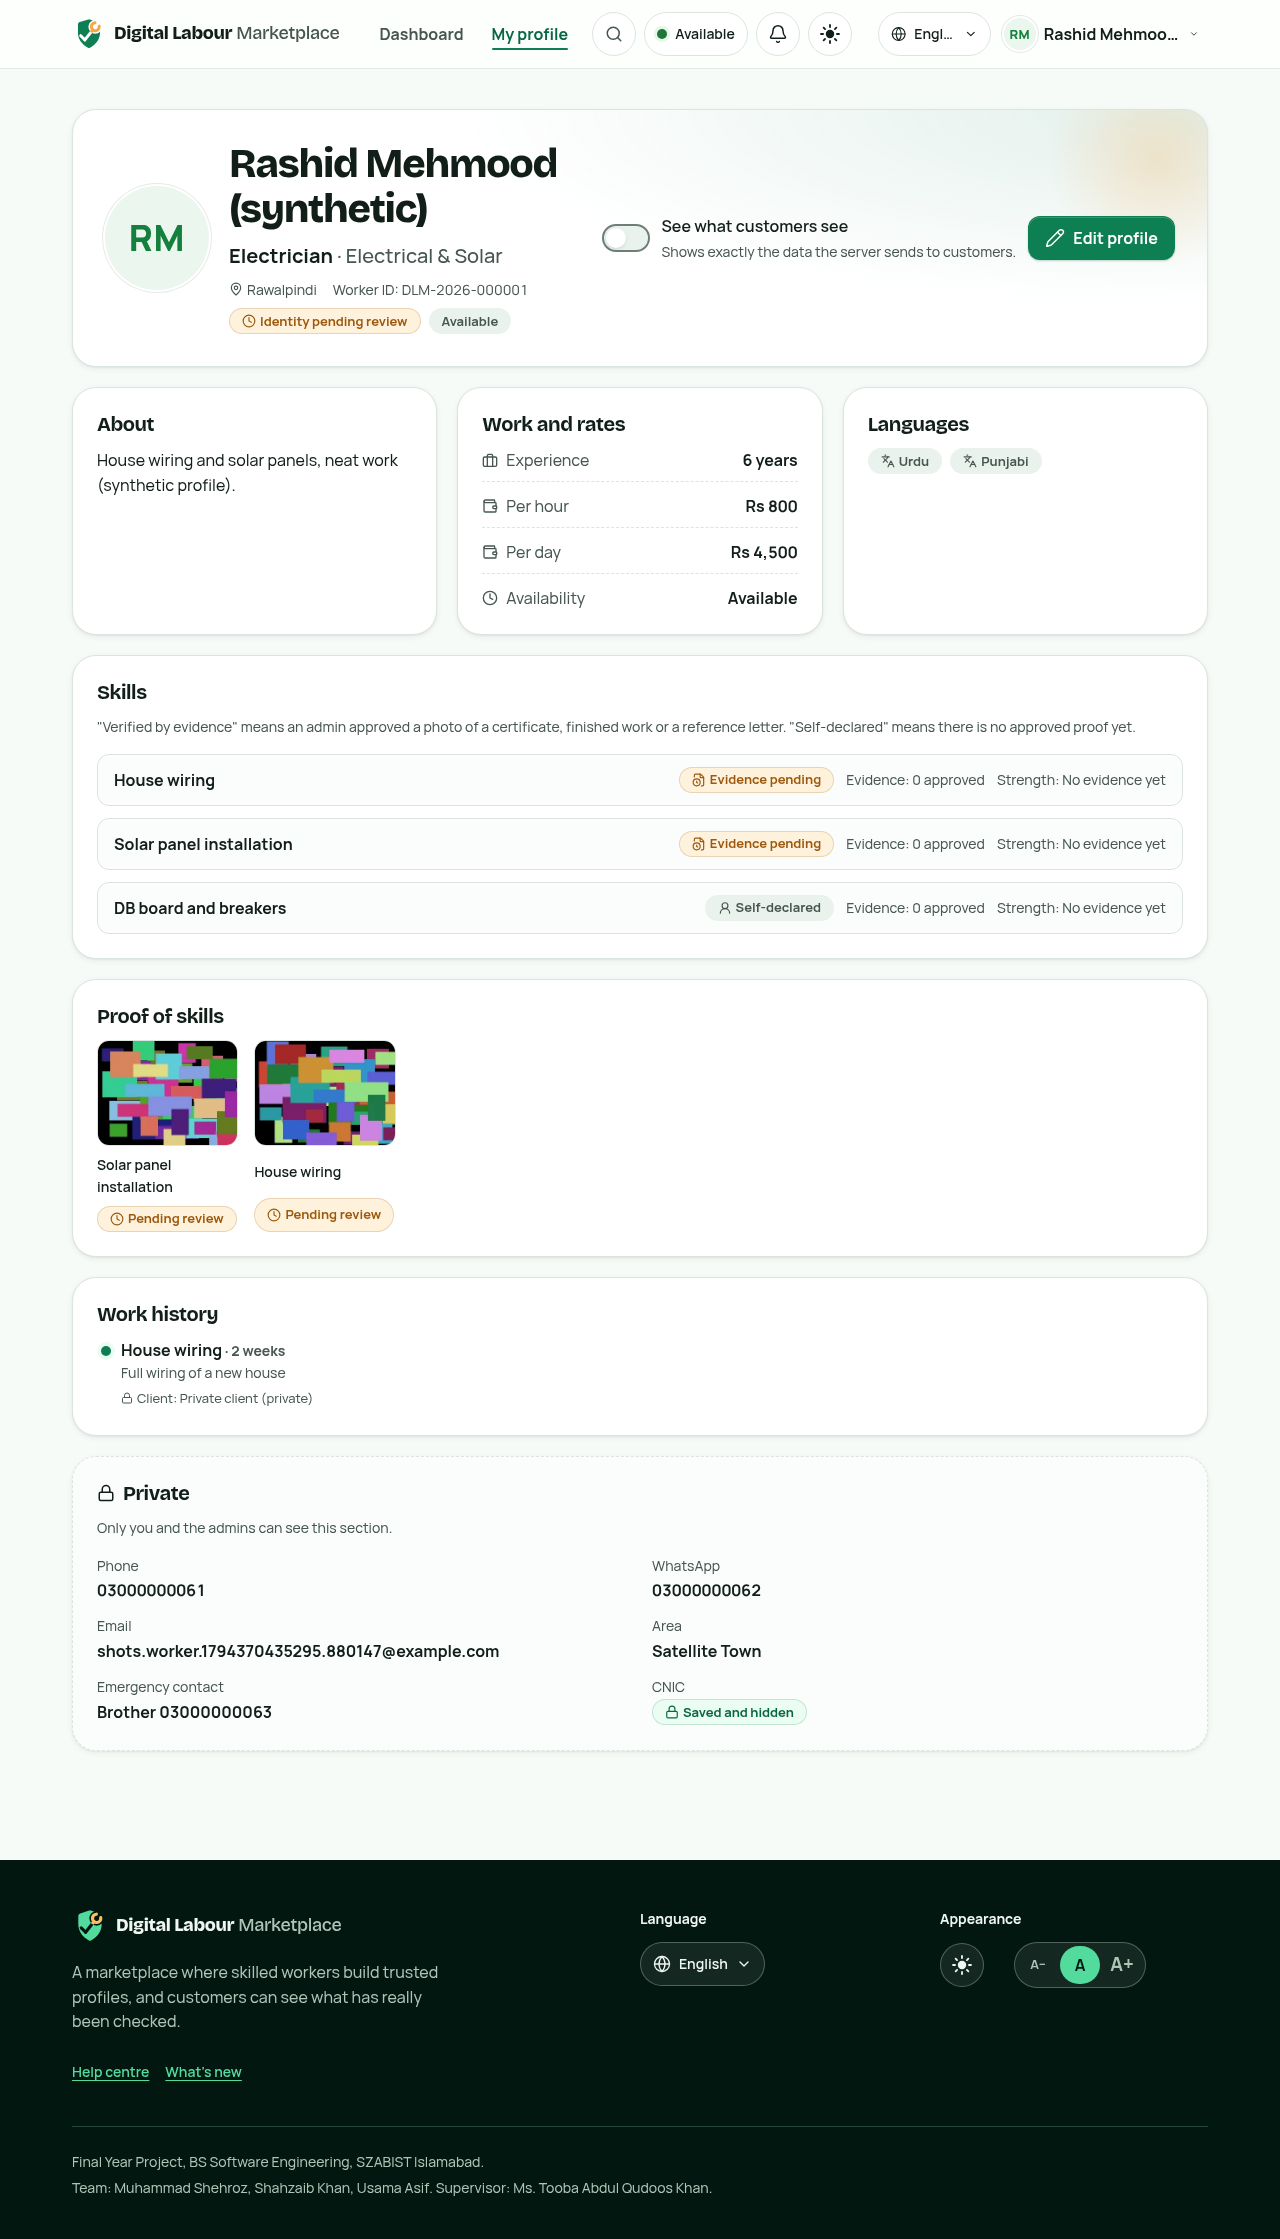 Digital Labour Marketplace
Dashboard
My profile
Available
Engl...
RM
Rashid Mehmoo...
RM
Rashid Mehmood
(synthetic)
Electrician · Electrical & Solar
Rawalpindi
Worker ID: DLM-2026-000001
Identity pending review
Available
See what customers see
Shows exactly the data the server sends to customers.
Edit profile
About
House wiring and solar panels, neat work
(synthetic profile).
Work and rates
Experience
6 years
Per hour
Rs 800
Per day
Rs 4,500
Availability
Available
Languages
Urdu
Punjabi
Skills
"Verified by evidence" means an admin approved a photo of a certificate, finished work or a reference letter. "Self-declared" means there is no approved proof yet.
House wiring
Evidence pending
Evidence: 0 approved
Strength: No evidence yet
Solar panel installation
Evidence pending
Evidence: 0 approved
Strength: No evidence yet
DB board and breakers
Self-declared
Evidence: 0 approved
Strength: No evidence yet
Proof of skills
Solar panel
installation
Pending review
House wiring
Pending review
Work history
House wiring · 2 weeks
Full wiring of a new house
Client: Private client (private)
Private
Only you and the admins can see this section.
Phone
03000000061
WhatsApp
03000000062
Email
shots.worker.1794370435295.880147@example.com
Area
Satellite Town
Emergency contact
Brother 03000000063
CNIC
Saved and hidden
Digital Labour Marketplace
A marketplace where skilled workers build trusted
profiles, and customers can see what has really
been checked.
Help centre
What's new
Language
English
Appearance
A−
A
A+
Final Year Project, BS Software Engineering, SZABIST Islamabad.
Team: Muhammad Shehroz, Shahzaib Khan, Usama Asif. Supervisor: Ms. Tooba Abdul Qudoos Khan.